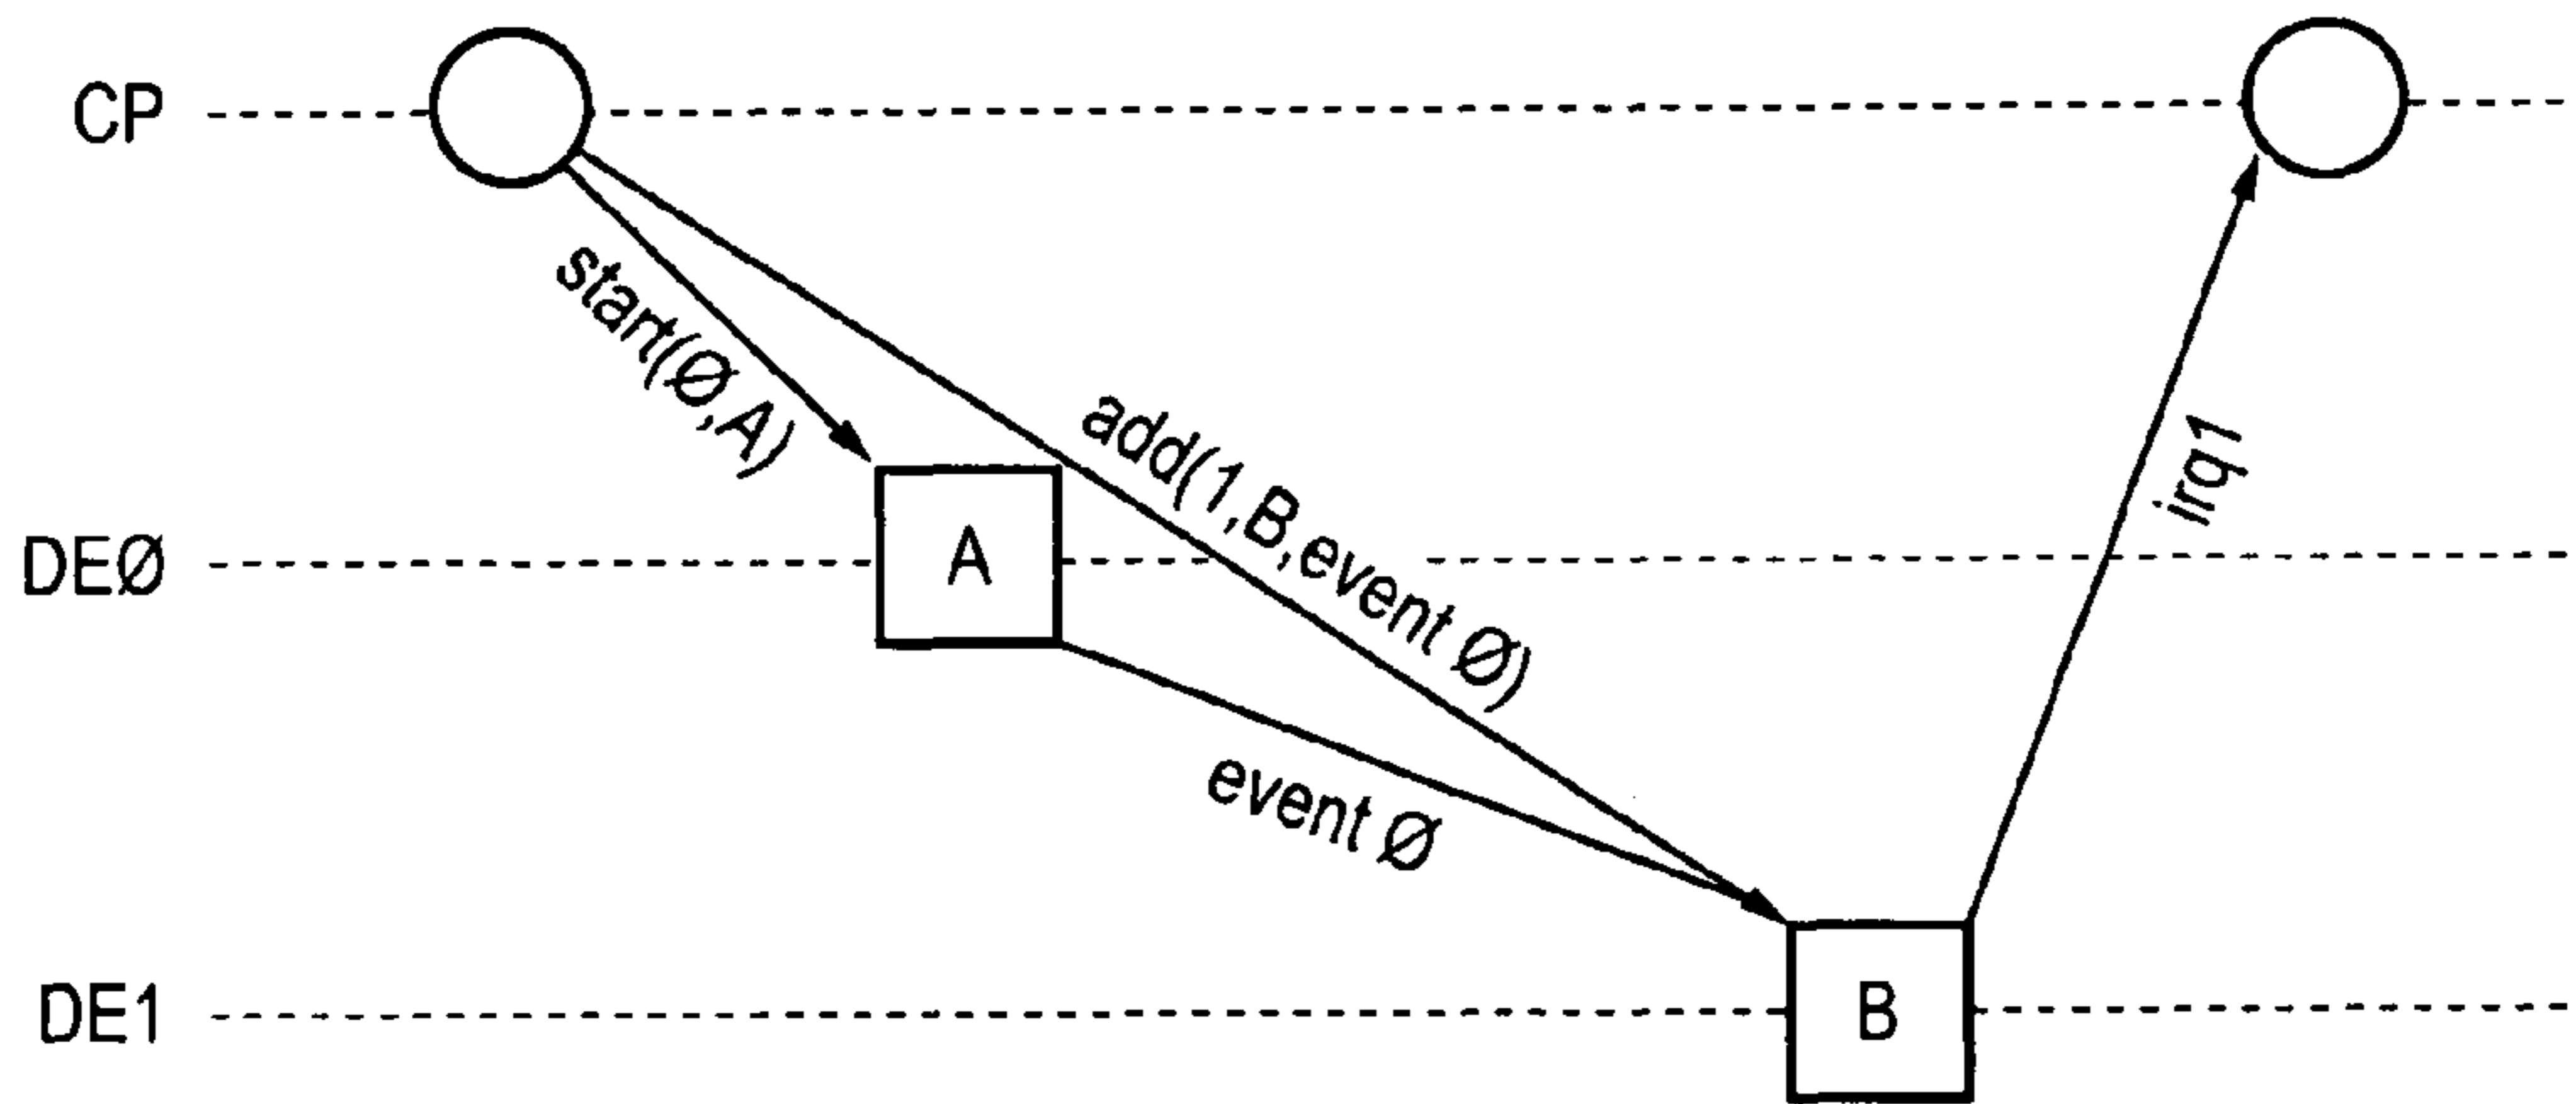 CP
start(Ø,A)
add(1,B,event Ø)
irq1
DEØ
A
event Ø
DE1
B